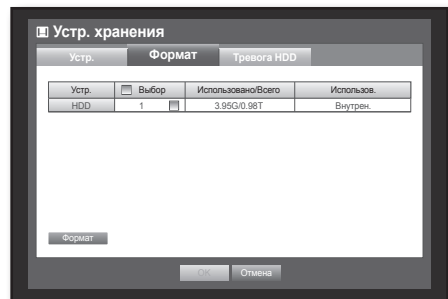 Устр. хранения
Устр. Формат Тревога HDD
Устр. Выбор Использовано/Всего Использов.
HDD 1 3.95G/0.98T Внутрен.
Формат
OK Отмена